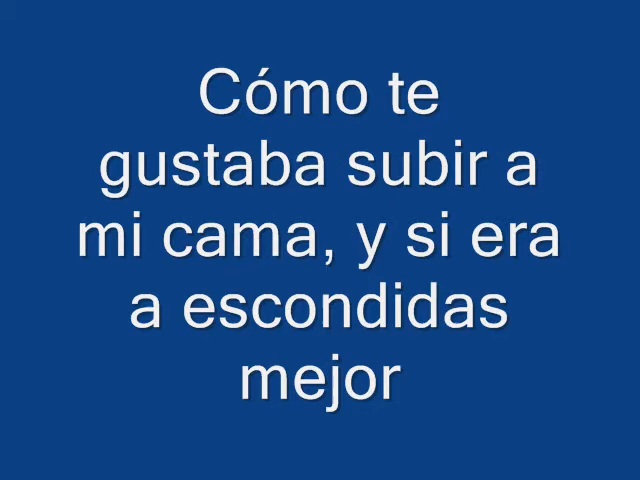 Cómo te
gustaba subir a
mi cama, y si era
a escondidas
mejor